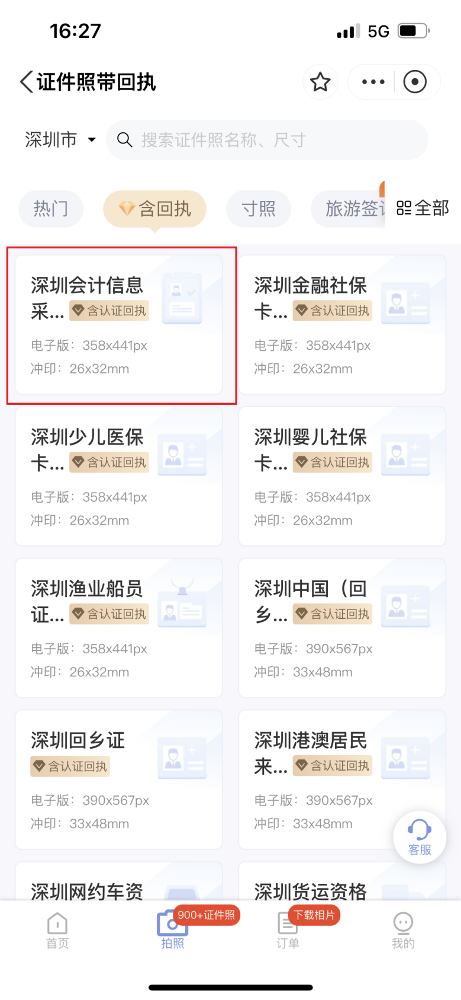 16:27
5G
证件照带回执
深圳市
搜索证件照名称、尺寸
热门
含回执
寸照
旅游签
全部
深圳会计信息
采... 含认证回执
电子版：358x441px
冲印：26x32mm
深圳金融社保
卡... 含认证回执
电子版：358x441px
冲印：26x32mm
深圳少儿医保
卡... 含认证回执
电子版：358x441px
冲印：26x32mm
深圳婴儿社保
卡... 含认证回执
电子版：358x441px
冲印：26x32mm
深圳渔业船员
证... 含认证回执
电子版：358x441px
冲印：26x32mm
深圳中国（回
乡... 含认证回执
电子版：390x567px
冲印：33x48mm
深圳回乡证
含认证回执
电子版：390x567px
冲印：33x48mm
深圳港澳居民
来... 含认证回执
电子版：390x567px
冲印：33x48mm
客服
深圳网约车资
深圳货运资格
900+证件照
下载相片
首页
拍照
订单
我的